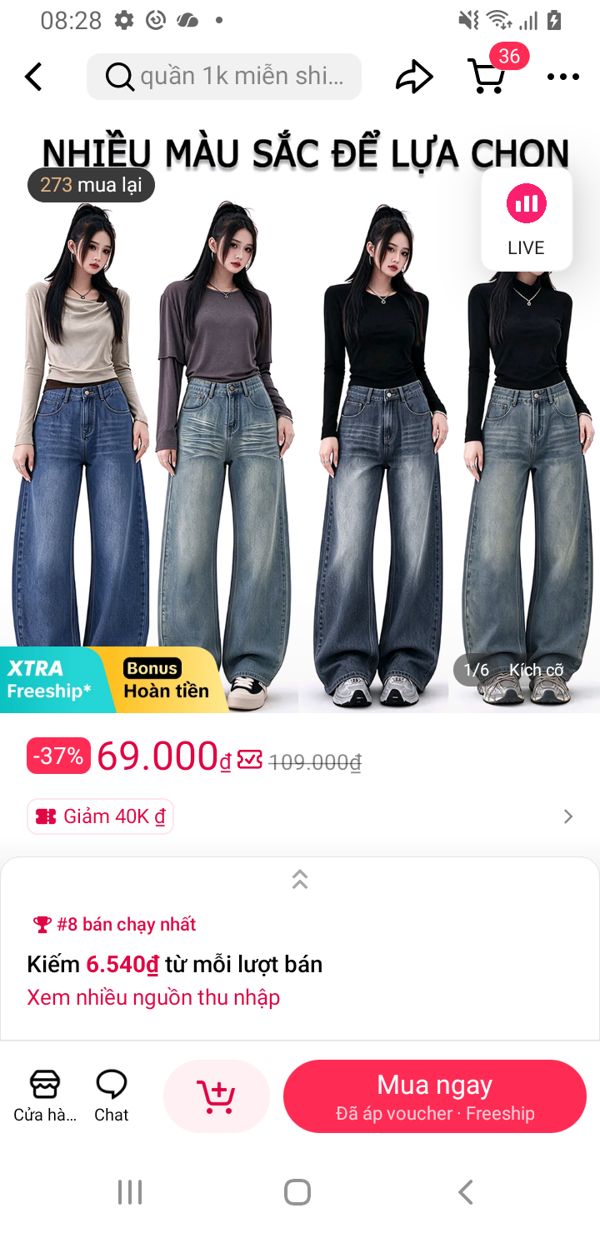 08:28
36
quần 1k miễn shi...
NHIỀU MÀU SẮC ĐỂ LỰA CHON
273 mua lại
LIVE
XTRA
Freeship*
Bonus
Hoàn tiền
1/6 Kích cỡ
-37% 69.000₫ 109.000₫
Giảm 40K ₫
#8 bán chạy nhất
Kiếm 6.540₫ từ mỗi lượt bán
Xem nhiều nguồn thu nhập
Cửa hà...
Chat
Mua ngay
Đã áp voucher · Freeship